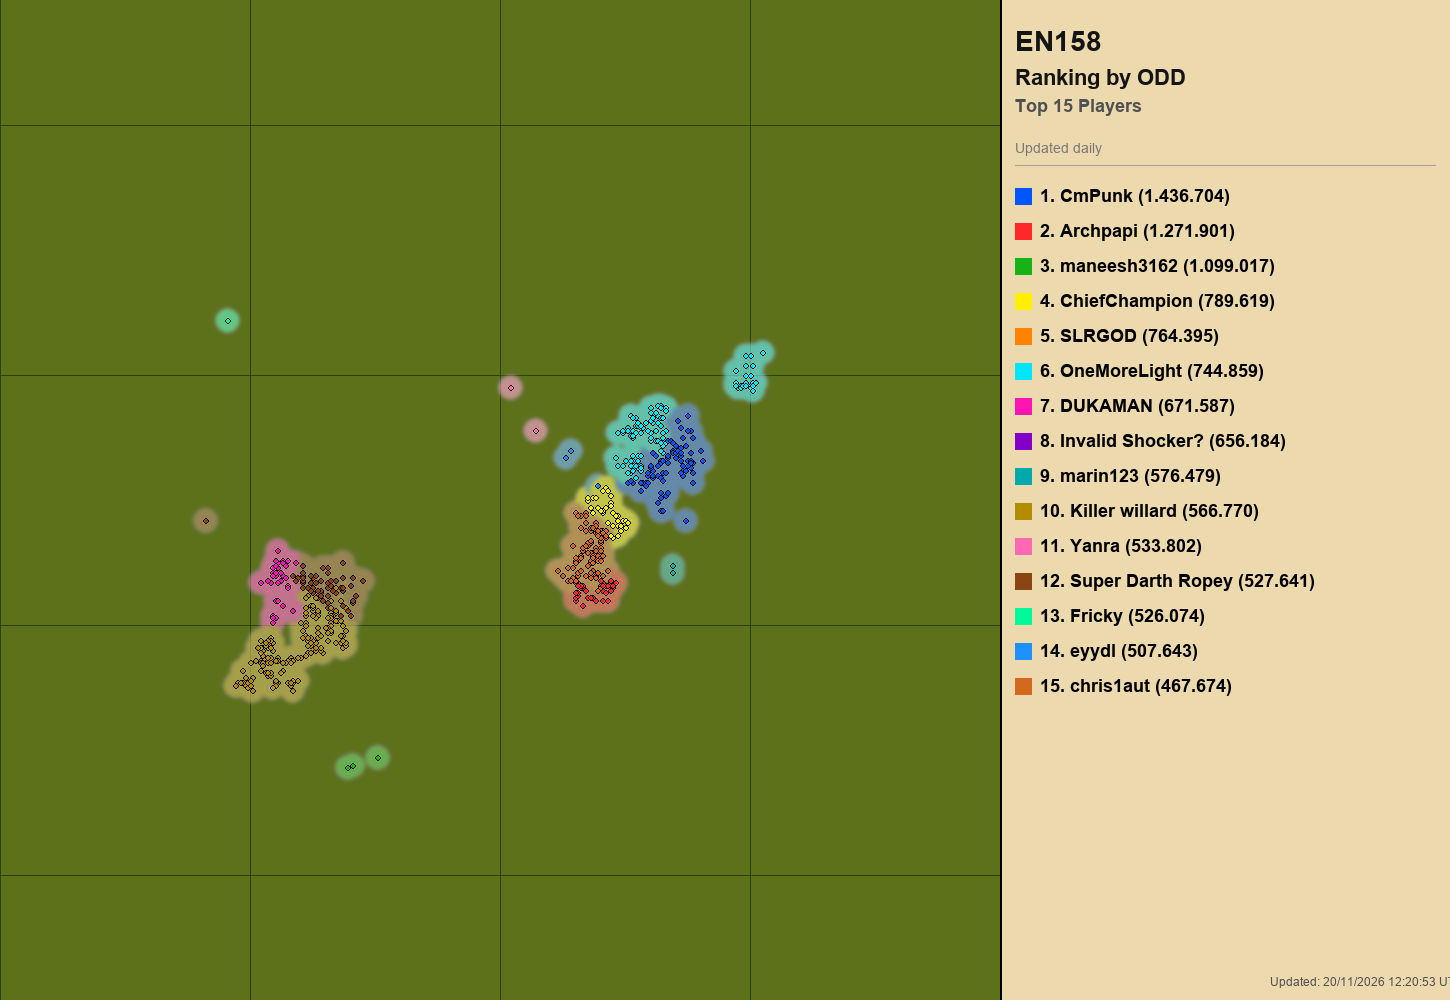 EN158
Ranking by ODD
Top 15 Players
Updated daily
1. CmPunk (1.436.704)
2. Archpapi (1.271.901)
3. maneesh3162 (1.099.017)
4. ChiefChampion (789.619)
5. SLRGOD (764.395)
6. OneMoreLight (744.859)
7. DUKAMAN (671.587)
8. Invalid Shocker? (656.184)
9. marin123 (576.479)
10. Killer willard (566.770)
11. Yanra (533.802)
12. Super Darth Ropey (527.641)
13. Fricky (526.074)
14. eyydl (507.643)
15. chris1aut (467.674)
Updated: 20/11/2026 12:20:53